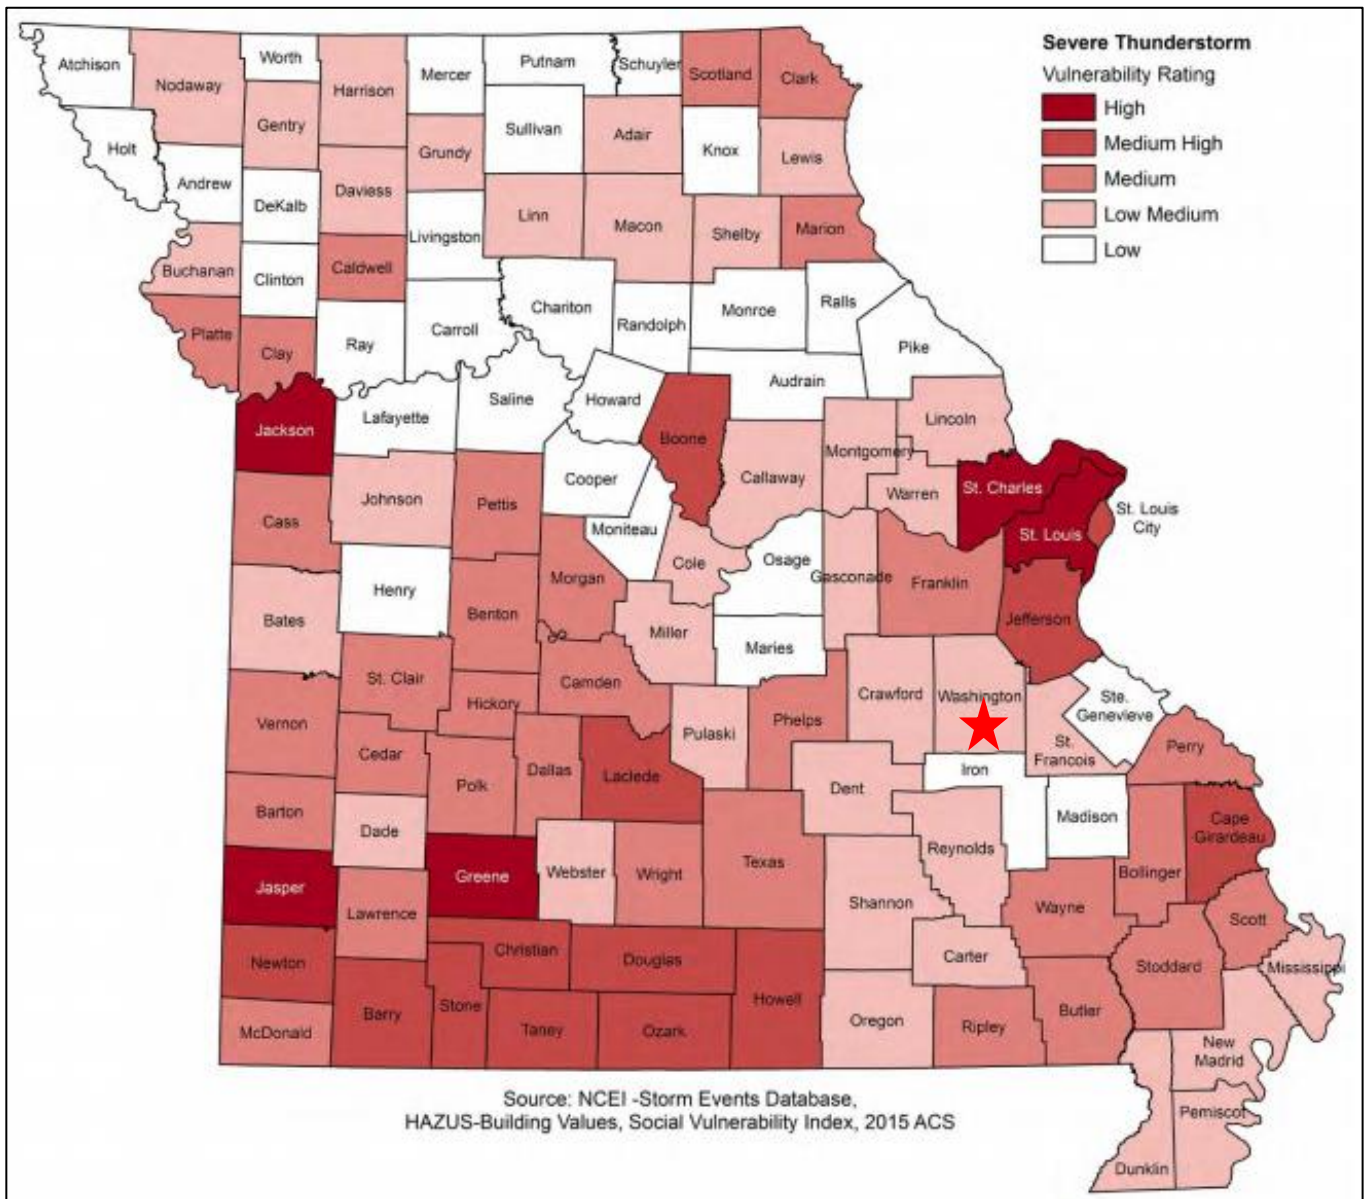 Severe Thunderstorm
Vulnerability Rating
High
Medium High
Medium
Low Medium
Low
Atchison
Nodaway
Worth
Harrison
Mercer
Putnam
Schuyler
Scotland
Clark
Holt
Gentry
Sullivan
Adair
Knox
Lewis
Andrew
DeKalb
Daviess
Grundy
Linn
Macon
Shelby
Marion
Livingston
Buchanan
Clinton
Caldwell
Chariton
Randolph
Monroe
Ralls
Platte
Clay
Ray
Carroll
Pike
Audrain
Jackson
Lafayette
Saline
Howard
Boone
Lincoln
Montgomery
Callaway
Cooper
Warren
St. Charles
Johnson
Pettis
Cass
Moniteau
St. Louis
St. Louis
City
Cole
Osage
Gasconade
Franklin
Henry
Morgan
Benton
Bates
Miller
Maries
Jefferson
St. Clair
Camden
Hickory
Crawford
Washington
Ste.
Genevieve
Vernon
Cedar
Polk
Dallas
Laclede
Pulaski
Phelps
St.
Francois
Perry
Iron
Dent
Barton
Dade
Madison
Cape
Girardeau
Jasper
Greene
Webster
Wright
Texas
Reynolds
Bollinger
Lawrence
Shannon
Wayne
Scott
Newton
Christian
Douglas
Carter
Stoddard
Mississippi
McDonald
Barry
Stone
Taney
Ozark
Howell
Oregon
Ripley
Butler
New
Madrid
Pemiscot
Dunklin
Source: NCEI -Storm Events Database,
HAZUS-Building Values, Social Vulnerability Index, 2015 ACS